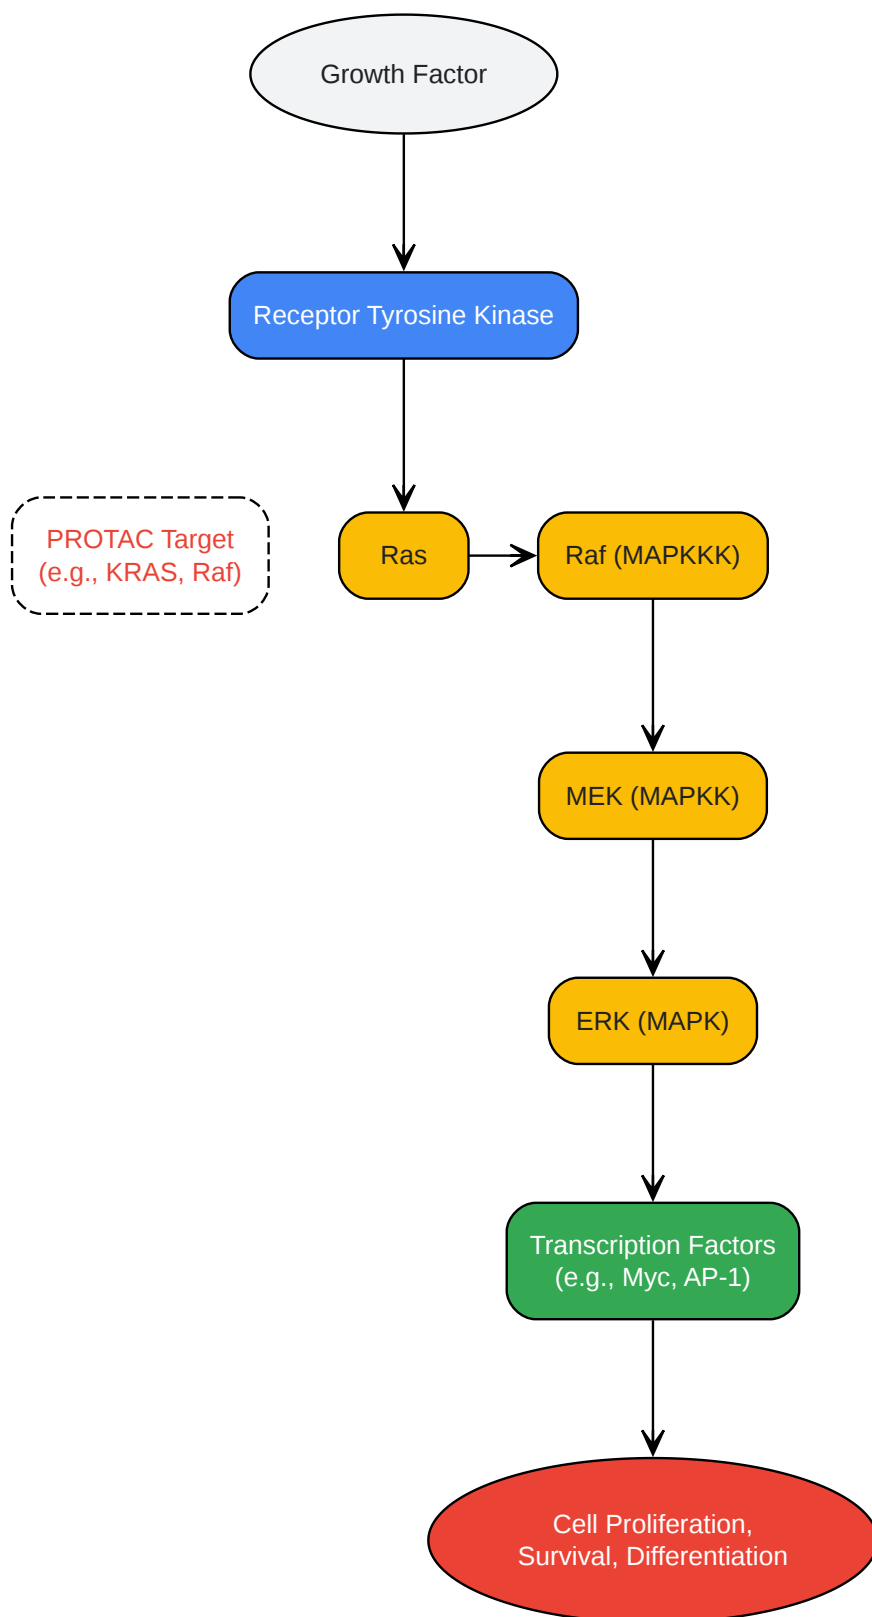 Growth Factor
Receptor Tyrosine Kinase
PROTAC Target
(e.g., KRAS, Raf)
Ras
Raf (MAPKKK)
MEK (MAPKK)
ERK (MAPK)
Transcription Factors
(e.g., Myc, AP-1)
Cell Proliferation,
Survival, Differentiation